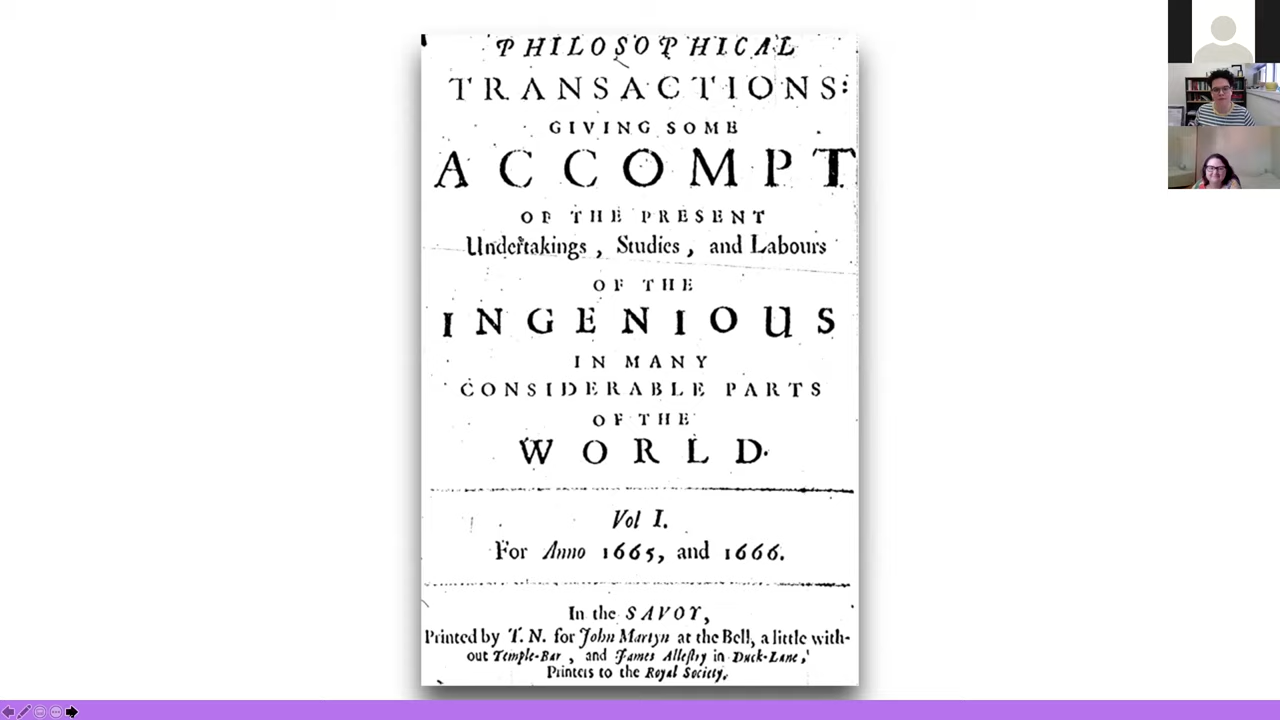 PHILOSOPHICAL
TRANSACTIONS:
GIVING SOME
ACCOMPT
OF THE PRESENT
Undertakings, Studies, and Labours
OF THE
INGENIOUS
IN MANY
CONSIDERABLE PARTS
OF THE
WORLD.
Vol I.
For Anno 1665, and 1666.
In the SAVOY,
Printed by T. N. for John Martyn at the Bell, a little with-
out Temple-Bar, and James Allestry in Duck-Lane,
Printers to the Royal Society.